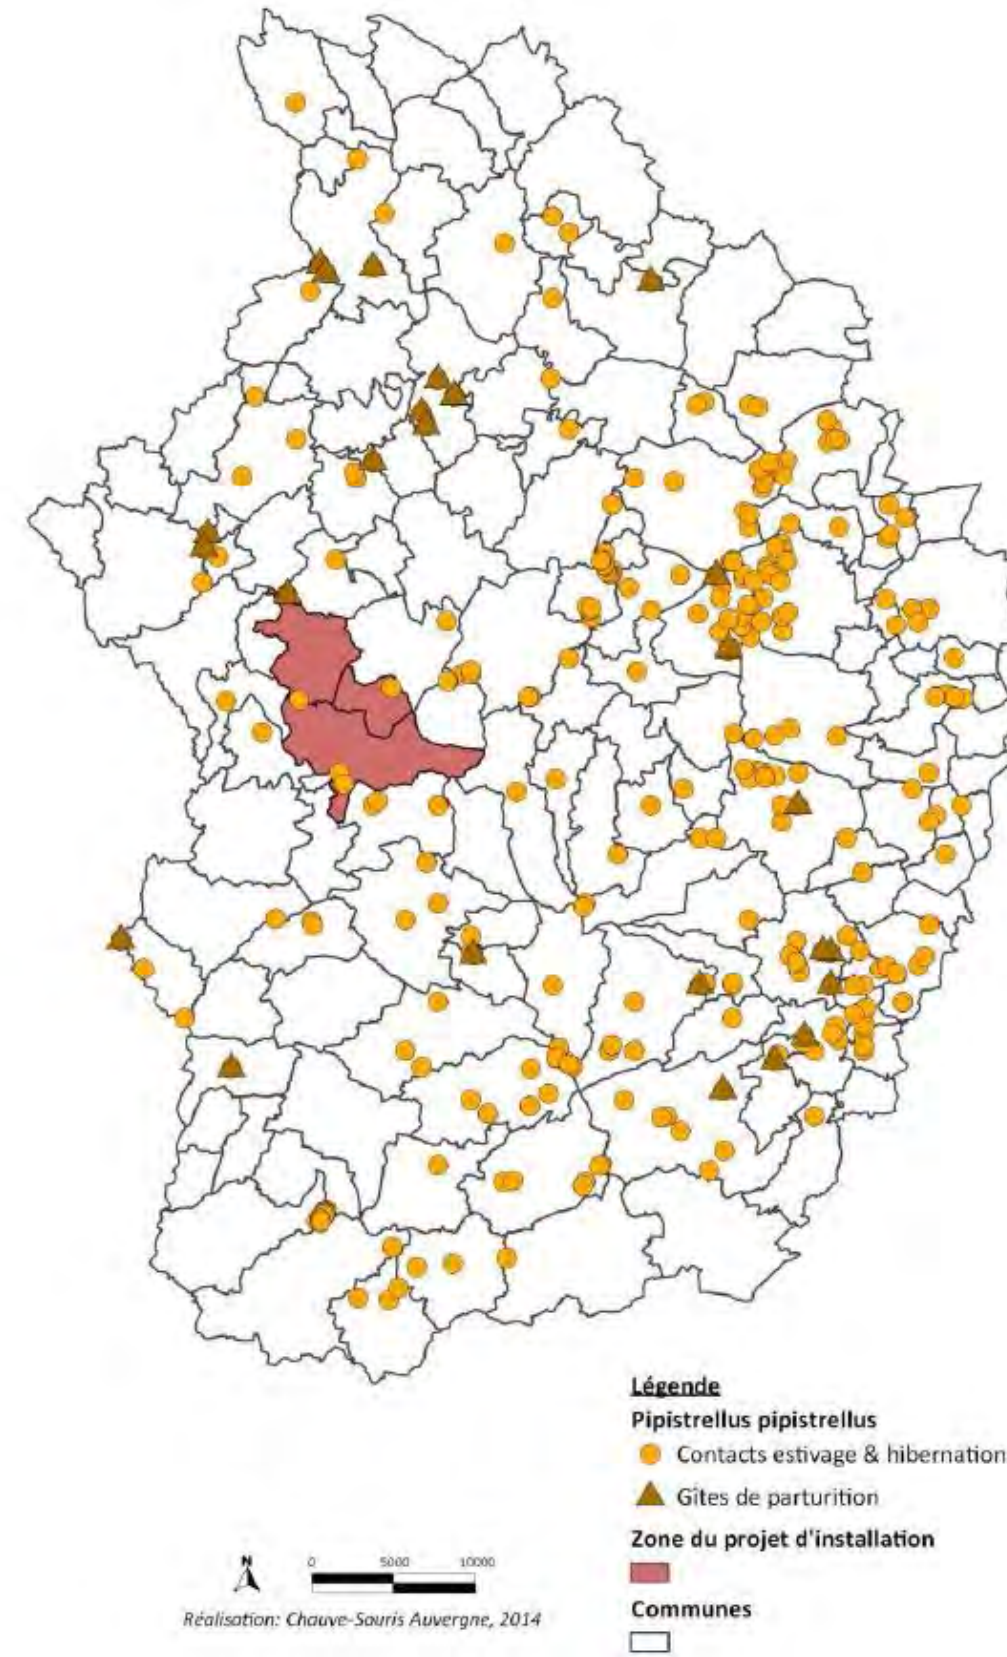 Légende
Pipistrellus pipistrellus
Contacts estivage & hibernation
Gîtes de parturition
Zone du projet d'installation
Communes
N
0 5000 10000
Réalisation: Chauve-Souris Auvergne, 2014